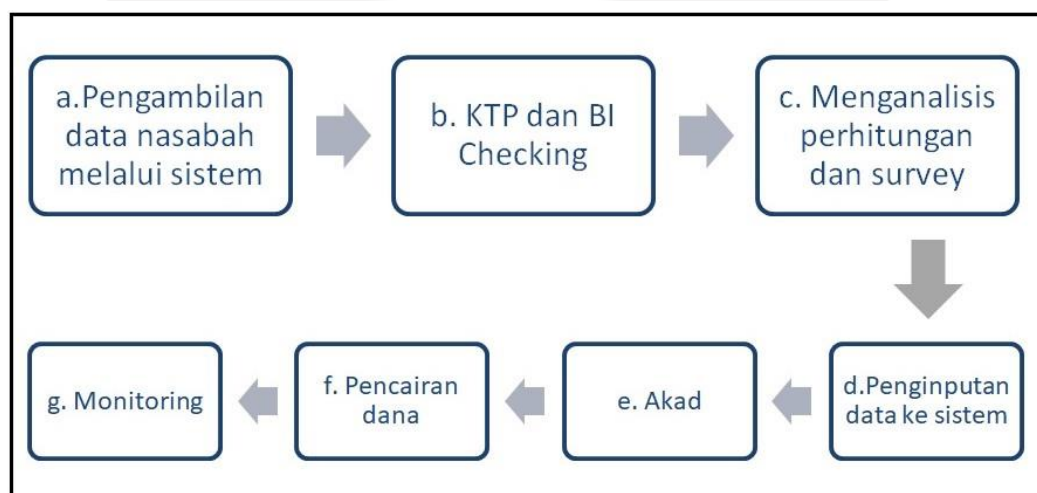 a.Pengambilan
data nasabah
melalui sistem
b. KTP dan BI
Checking
c. Menganalisis
perhitungan
dan survey
d.Penginputan
data ke sistem
e. Akad
f. Pencairan
dana
g. Monitoring